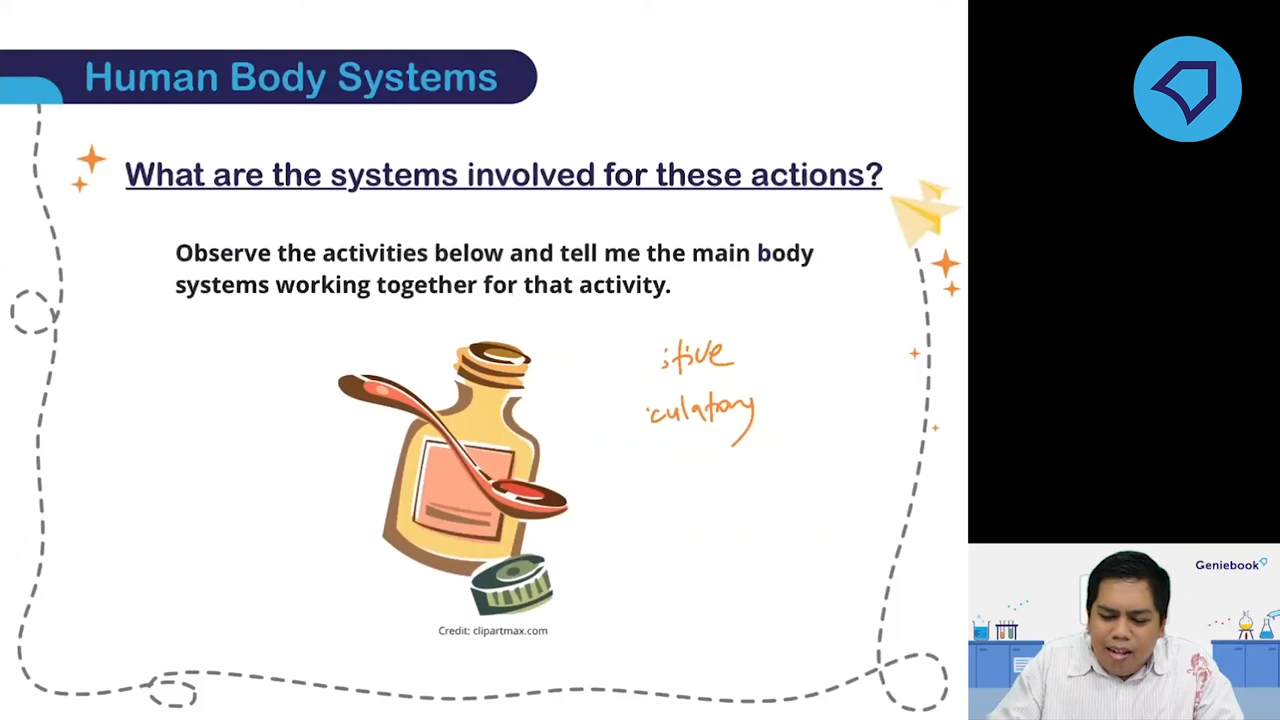 Human Body Systems
What are the systems involved for these actions?
Observe the activities below and tell me the main body
systems working together for that activity.
itive
culatory
Credit: clipartmax.com
Geniebook